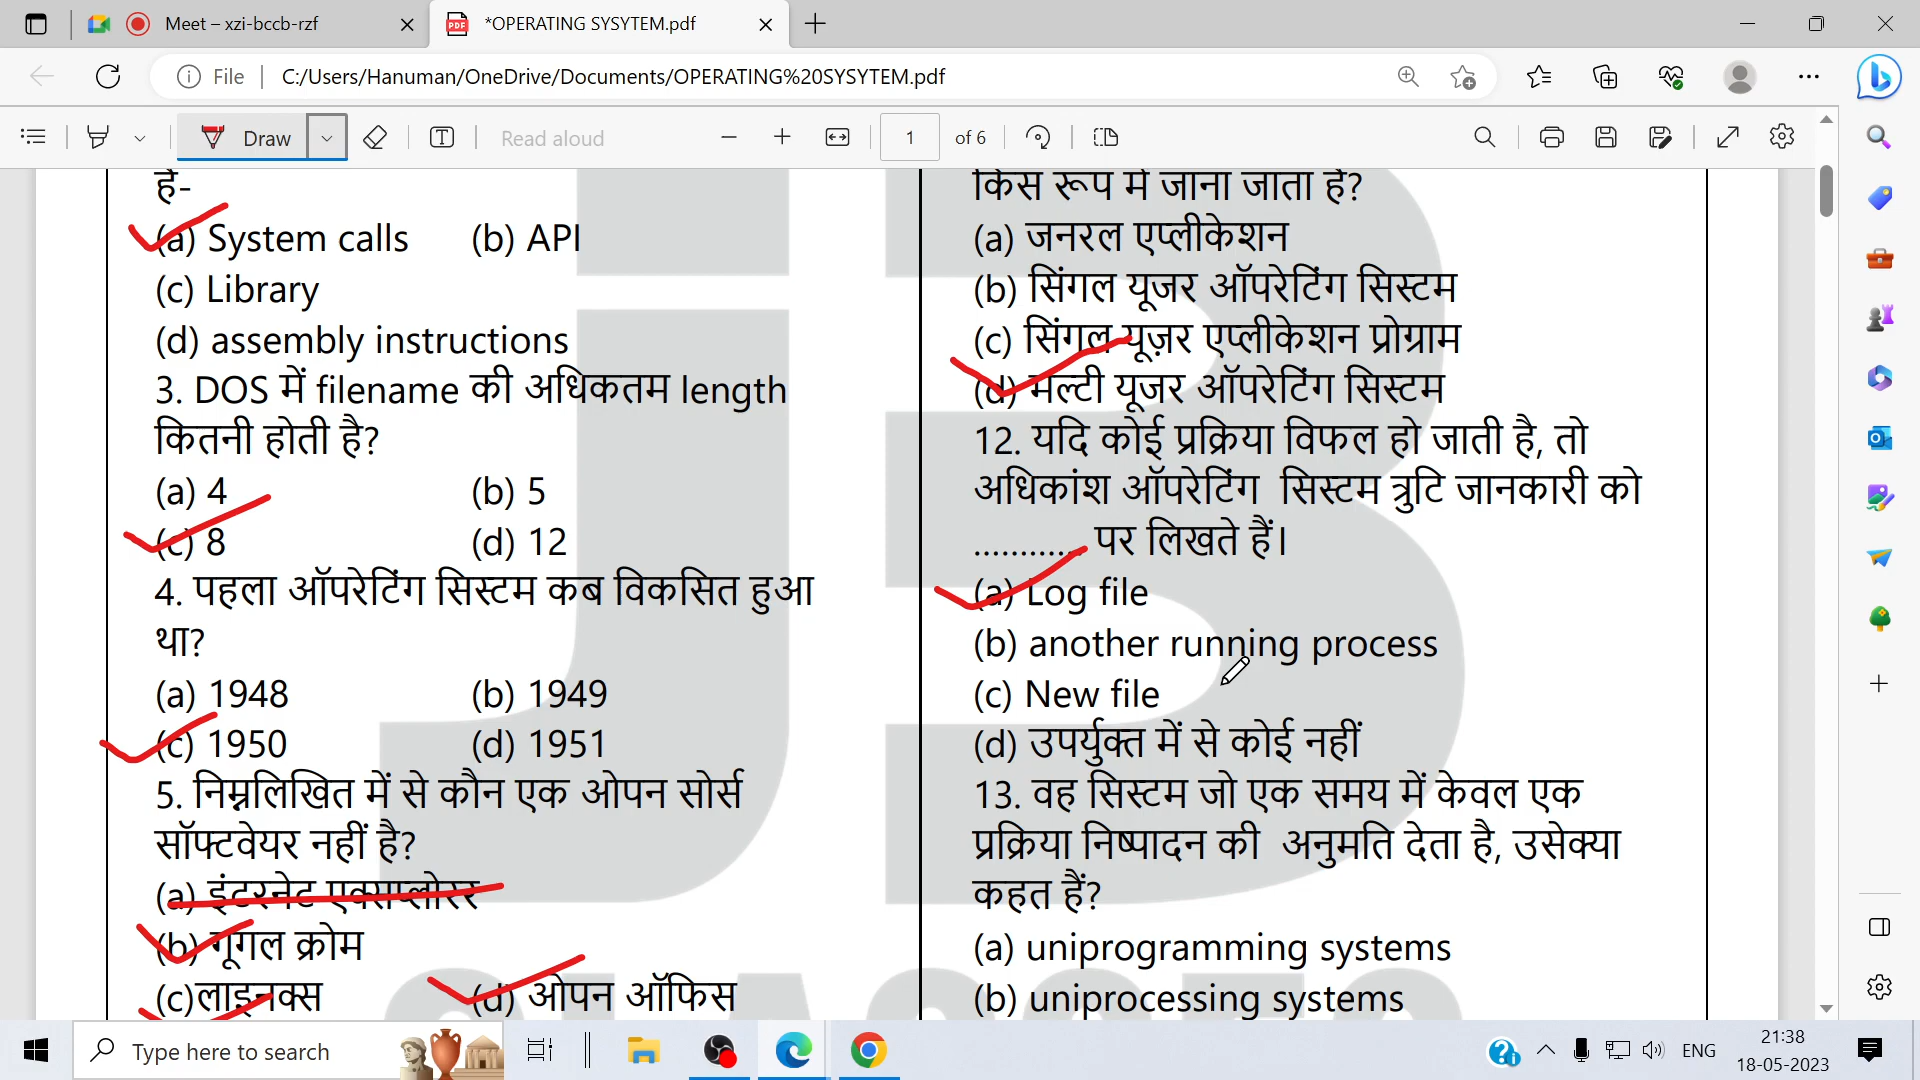 Meet – xzi-bccb-rzf
*OPERATING SYSYTEM.pdf
File
C:/Users/Hanuman/OneDrive/Documents/OPERATING%20SYSYTEM.pdf
Draw
Read aloud
1 of 6
है-
(a) System calls (b) API
(c) Library
(d) assembly instructions
3. DOS में filename की अधिकतम length
कितनी होती है?
(a) 4 (b) 5
(c) 8 (d) 12
4. पहला ऑपरेटिंग सिस्टम कब विकसित हुआ
था?
(a) 1948 (b) 1949
(c) 1950 (d) 1951
5. निम्नलिखित में से कौन एक ओपन सोर्स
सॉफ्टवेयर नहीं है?
(a) इंटरनेट एक्सप्लोरर
(b) गूगल क्रोम
(c)लाइनक्स (d) ओपन ऑफिस
किस रूप में जाना जाता है?
(a) जनरल एप्लीकेशन
(b) सिंगल यूजर ऑपरेटिंग सिस्टम
(c) सिंगल यूज़र एप्लीकेशन प्रोग्राम
(d) मल्टी यूजर ऑपरेटिंग सिस्टम
12. यदि कोई प्रक्रिया विफल हो जाती है, तो
अधिकांश ऑपरेटिंग सिस्टम त्रुटि जानकारी को
............ पर लिखते हैं।
(a) Log file
(b) another running process
(c) New file
(d) उपर्युक्त में से कोई नहीं
13. वह सिस्टम जो एक समय में केवल एक
प्रक्रिया निष्पादन की अनुमति देता है, उसेक्या
कहत हैं?
(a) uniprogramming systems
(b) uniprocessing systems
Type here to search
ENG
21:38
18-05-2023